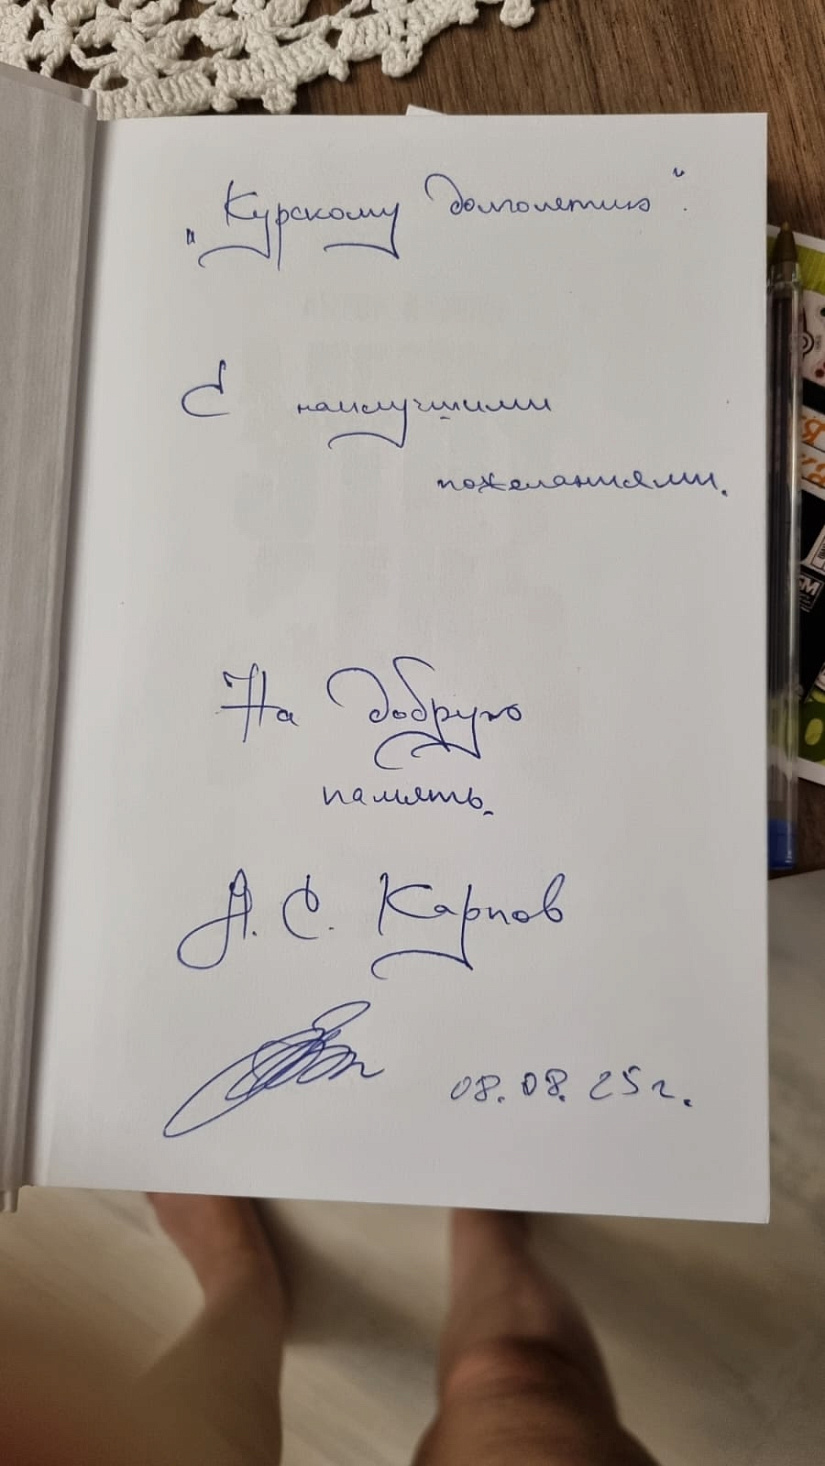 „Курскому долголетию".
С наилучшими
пожеланиями.
На добрую
память.
А. С. Карпов
08.08.25г.